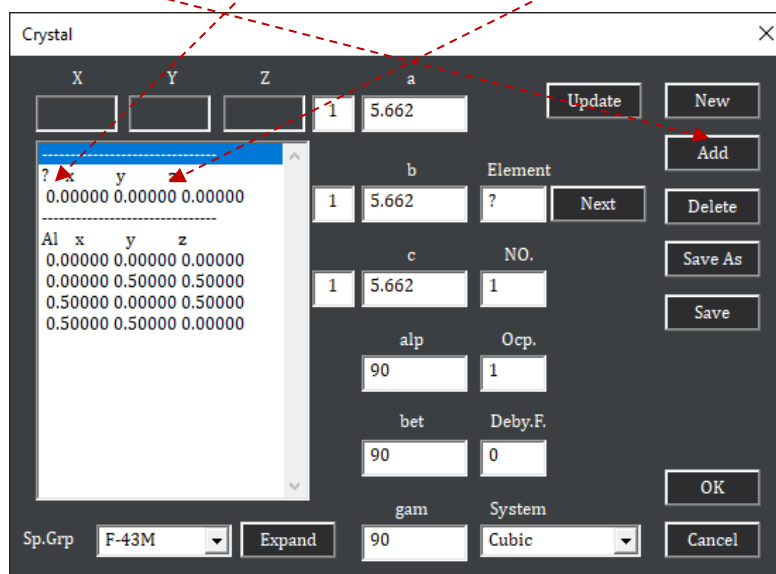 Crystal
X Y Z a
1 5.662 Update New
Add
-------------------------------
? x y z
0.00000 0.00000 0.00000
-------------------------------
Al x y z
0.00000 0.00000 0.00000
0.00000 0.50000 0.50000
0.50000 0.00000 0.50000
0.50000 0.50000 0.00000
b Element
1 5.662 ? Next Delete
c NO. Save As
1 5.662 1
Save
alp Ocp.
90 1
bet Deby.F.
90 0
OK
gam System
Sp.Grp F-43M Expand 90 Cubic Cancel